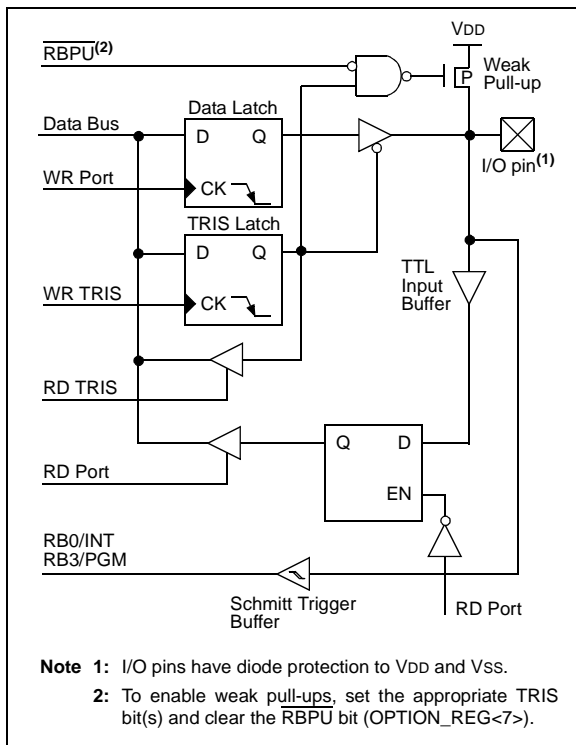 VDD
RBPU(2)
Weak
Pull-up
P
Data Latch
Data Bus
D Q
I/O pin(1)
WR Port
CK
TRIS Latch
D Q
TTL
Input
Buffer
WR TRIS
CK
RD TRIS
Q D
RD Port
EN
RB0/INT
RB3/PGM
Schmitt Trigger
Buffer
RD Port
Note 1: I/O pins have diode protection to VDD and VSS.
2: To enable weak pull-ups, set the appropriate TRIS
bit(s) and clear the RBPU bit (OPTION_REG<7>).